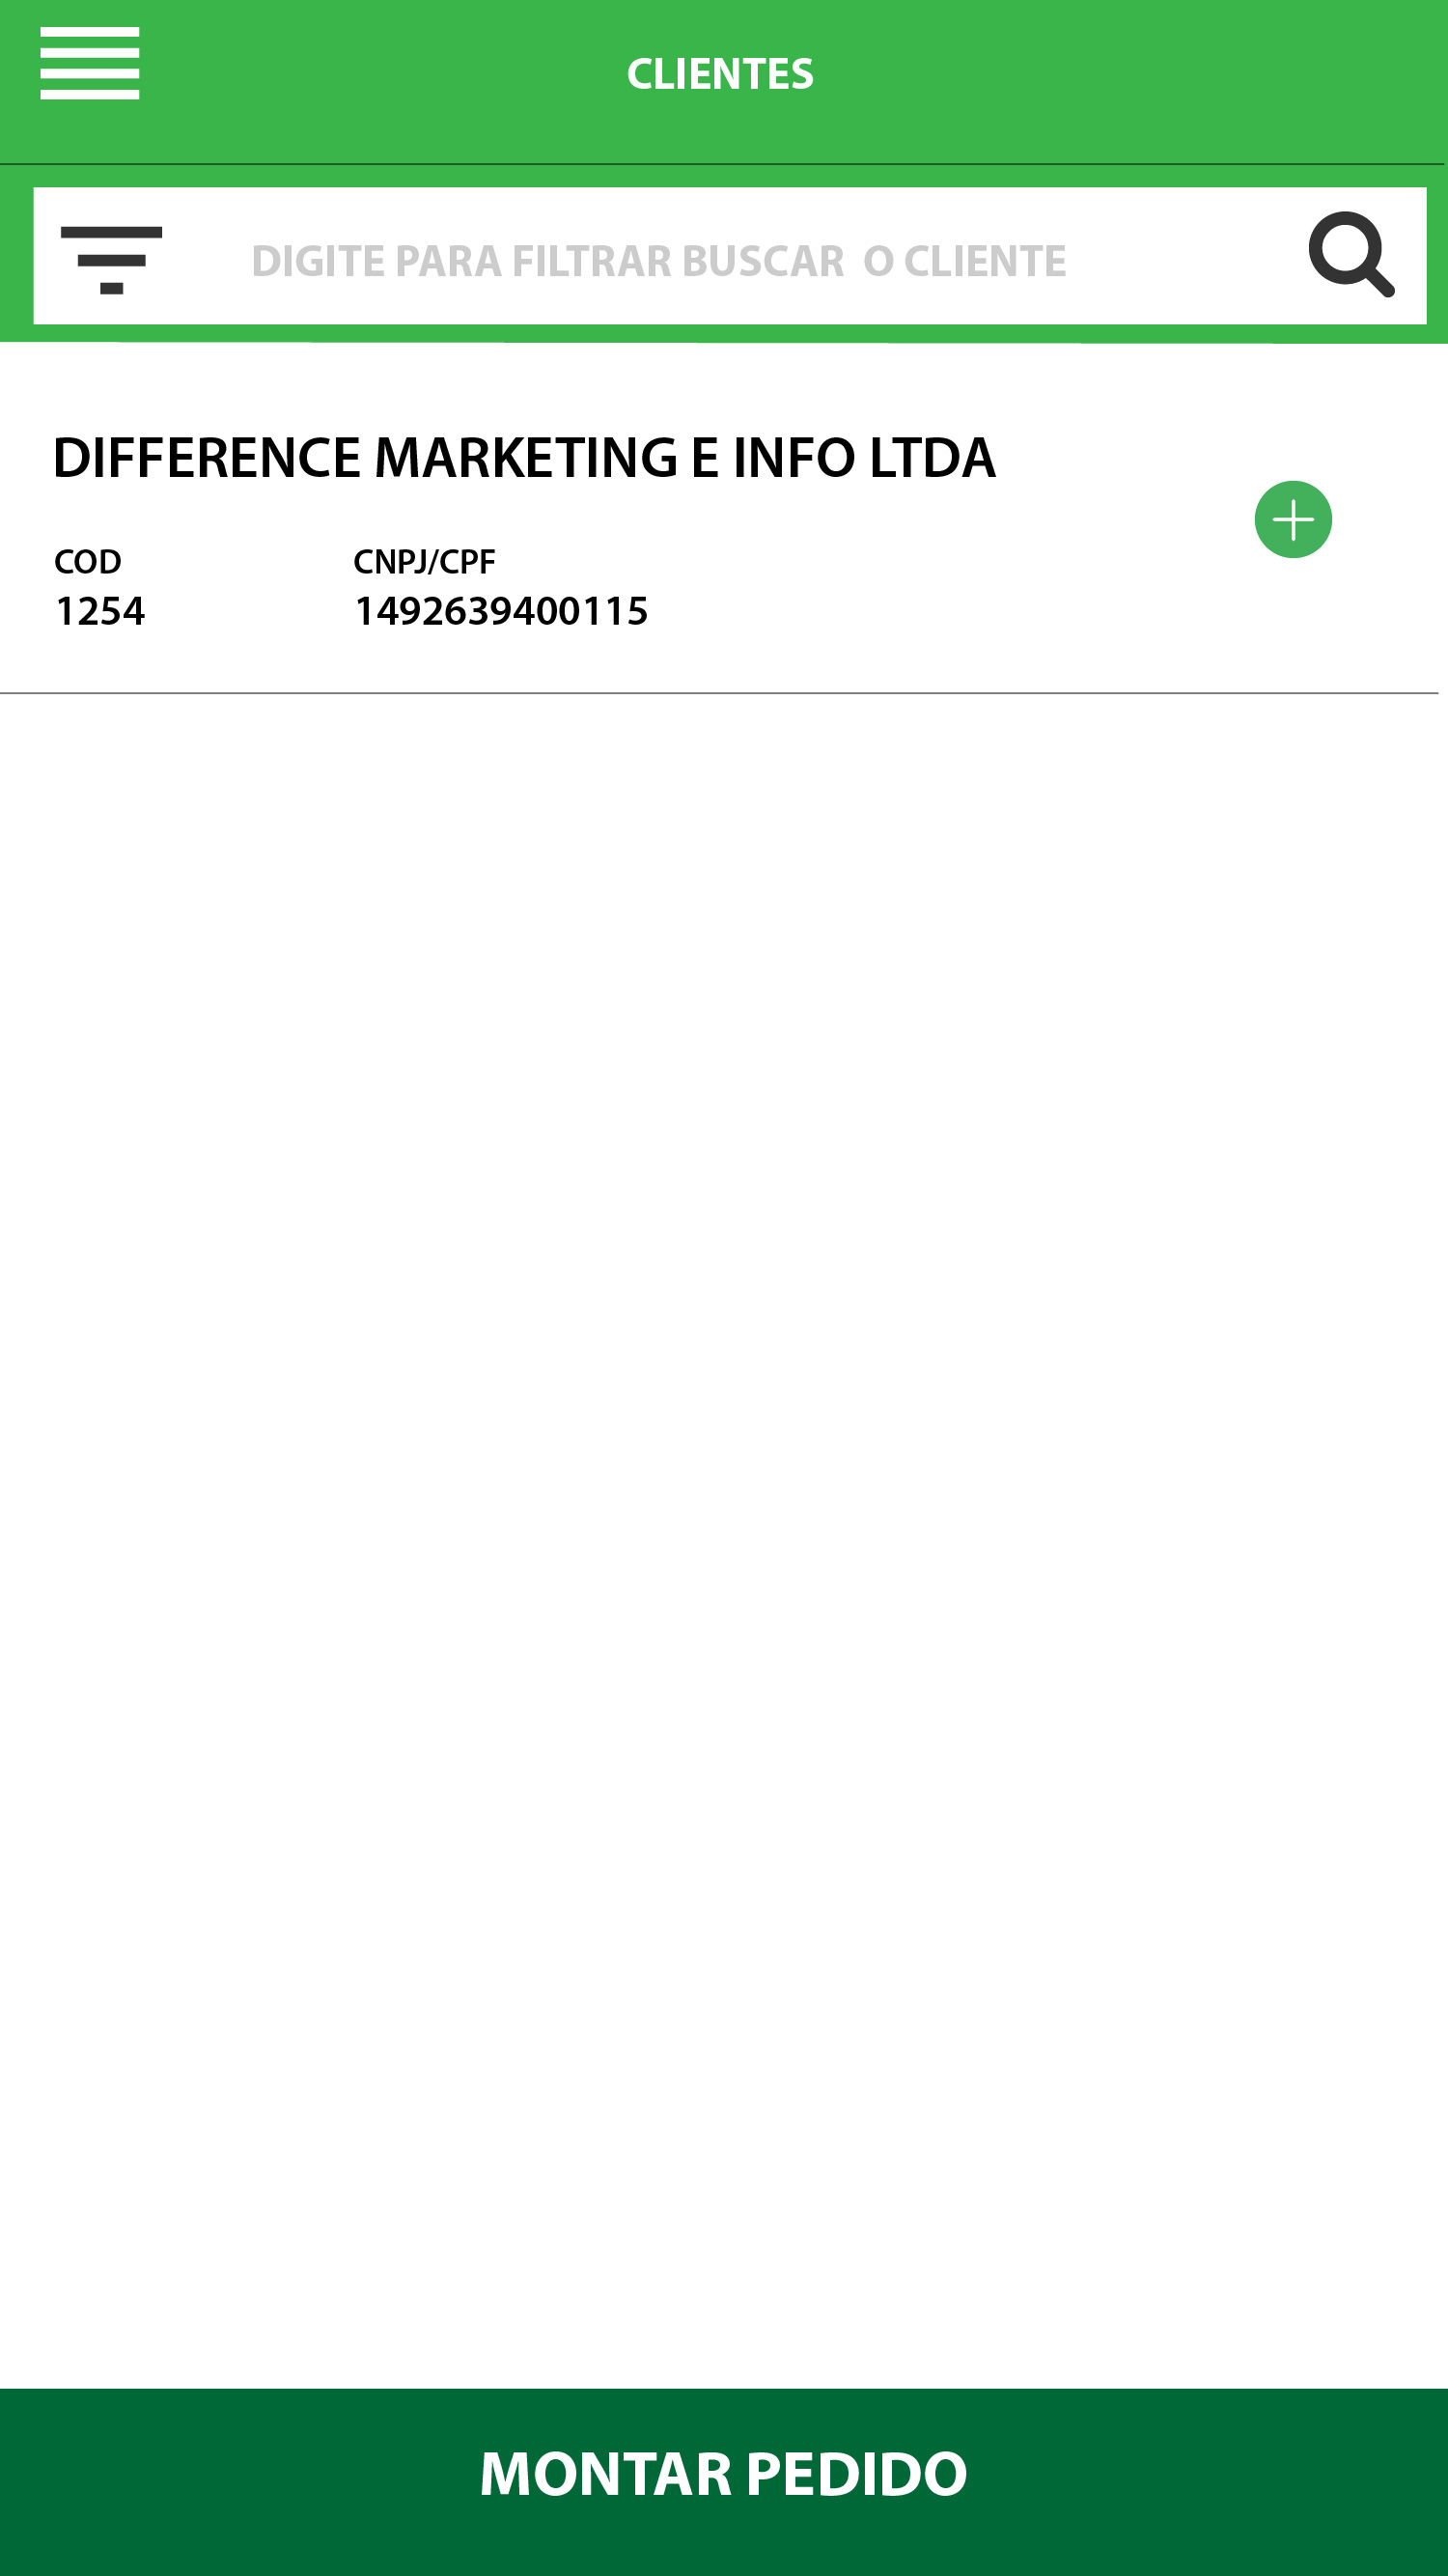 CLIENTES
DIGITE PARA FILTRAR BUSCAR O CLIENTE
DIFFERENCE MARKETING E INFO LTDA
COD CNPJ/CPF
1254 1492639400115
MONTAR PEDIDO